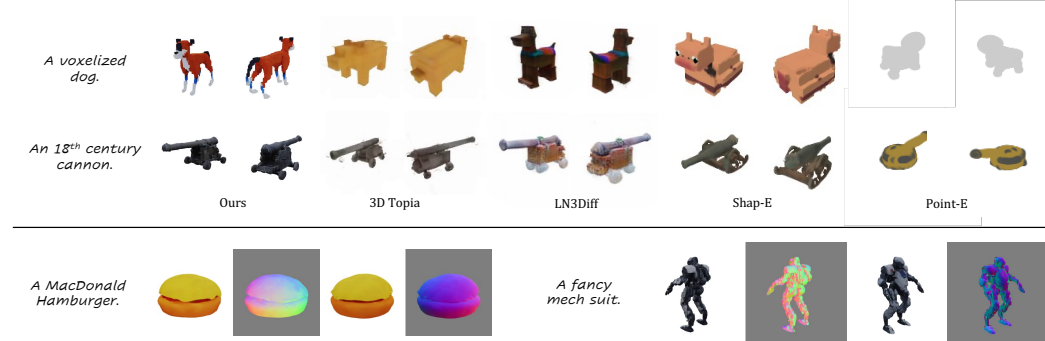 A voxelized
dog.
An 18th century
cannon.
Ours
3D Topia
LN3Diff
Shap-E
Point-E
A MacDonald
Hamburger.
A fancy
mech suit.